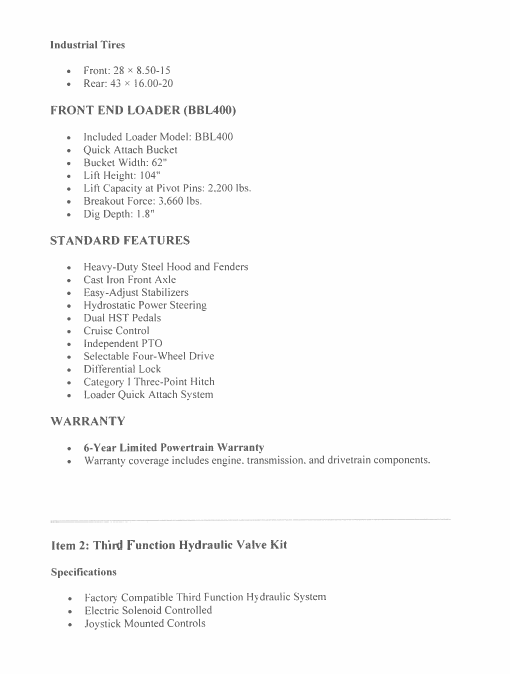 Industrial Tires
• Front: 28 × 8.50-15
• Rear: 43 × 16.00-20
FRONT END LOADER (BBL400)
• Included Loader Model: BBL400
• Quick Attach Bucket
• Bucket Width: 62"
• Lift Height: 104"
• Lift Capacity at Pivot Pins: 2,200 lbs.
• Breakout Force: 3,660 lbs.
• Dig Depth: 1.8"
STANDARD FEATURES
• Heavy-Duty Steel Hood and Fenders
• Cast Iron Front Axle
• Easy-Adjust Stabilizers
• Hydrostatic Power Steering
• Dual HST Pedals
• Cruise Control
• Independent PTO
• Selectable Four-Wheel Drive
• Differential Lock
• Category I Three-Point Hitch
• Loader Quick Attach System
WARRANTY
• 6-Year Limited Powertrain Warranty
• Warranty coverage includes engine, transmission, and drivetrain components.
Item 2: Third Function Hydraulic Valve Kit
Specifications
• Factory Compatible Third Function Hydraulic System
• Electric Solenoid Controlled
• Joystick Mounted Controls